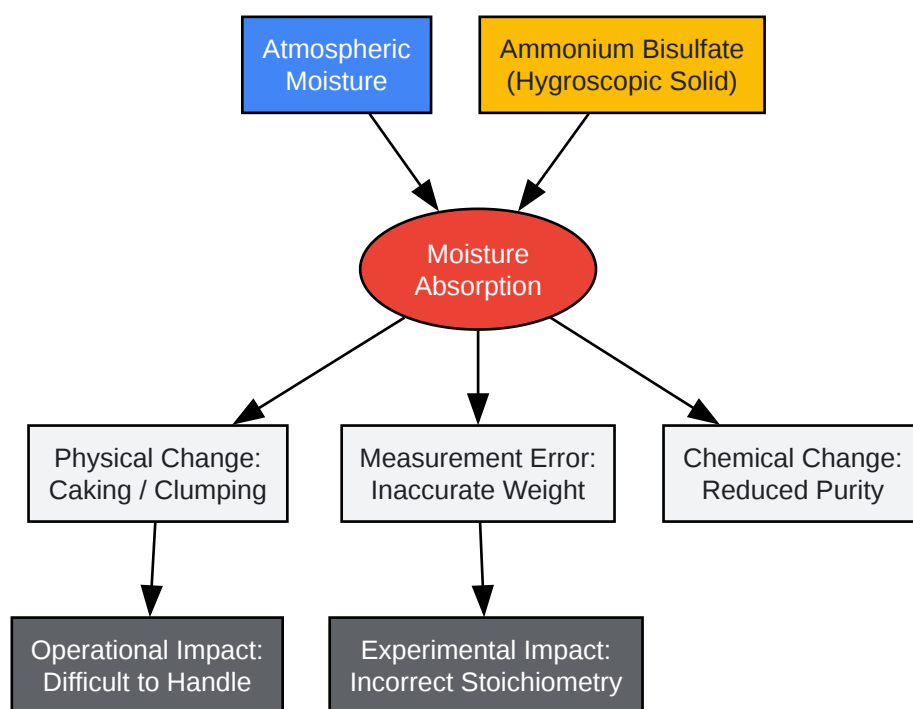 Atmospheric
Moisture
Ammonium Bisulfate
(Hygroscopic Solid)
Moisture
Absorption
Physical Change:
Caking / Clumping
Measurement Error:
Inaccurate Weight
Chemical Change:
Reduced Purity
Operational Impact:
Difficult to Handle
Experimental Impact:
Incorrect Stoichiometry